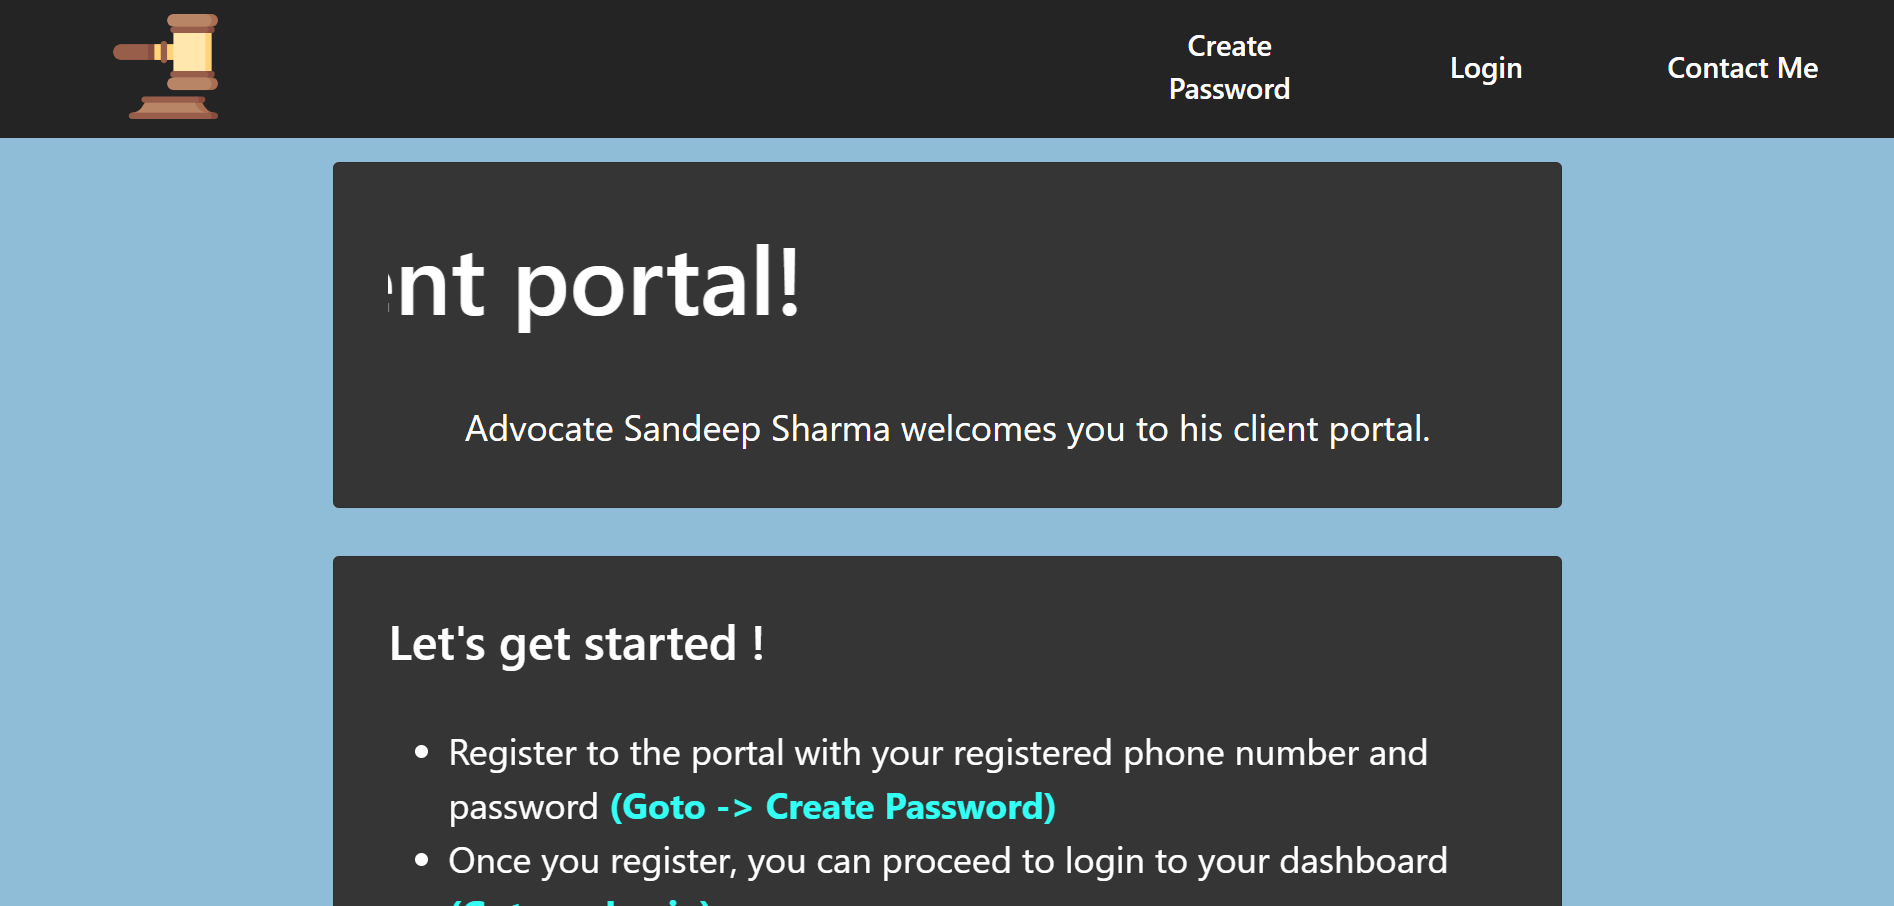 Create
Password
Login
Contact Me
nt portal!
Advocate Sandeep Sharma welcomes you to his client portal.
Let's get started !
Register to the portal with your registered phone number and
password (Goto -> Create Password)
Once you register, you can proceed to login to your dashboard